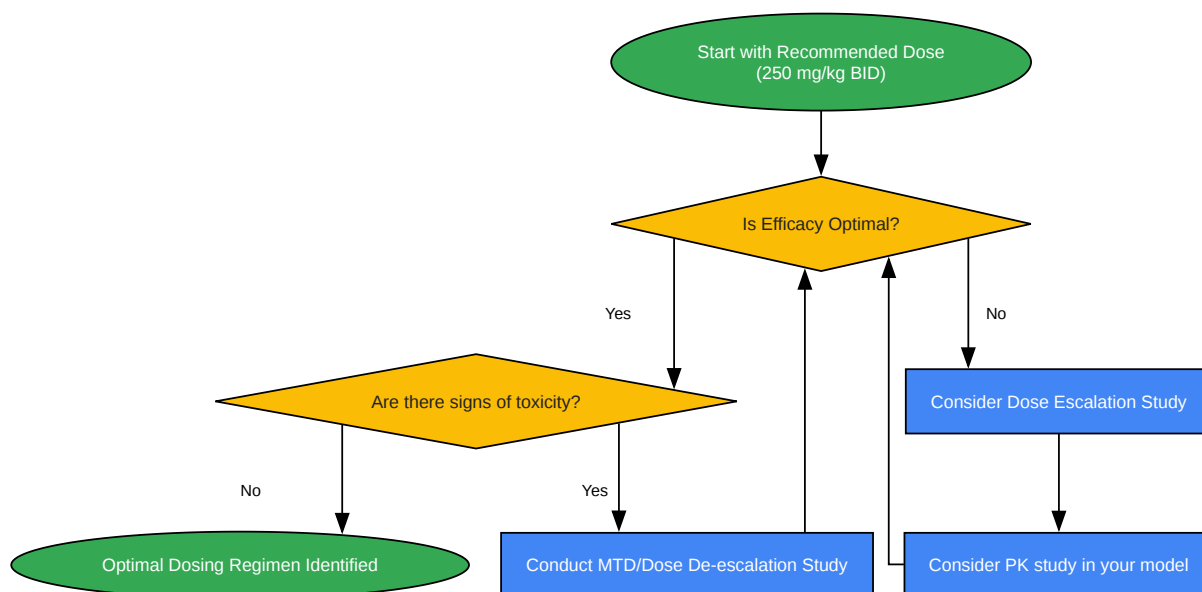 Start with Recommended Dose
(250 mg/kg BID)
Is Efficacy Optimal?
Yes
No
Are there signs of toxicity?
Consider Dose Escalation Study
No
Yes
Optimal Dosing Regimen Identified
Conduct MTD/Dose De-escalation Study
Consider PK study in your model